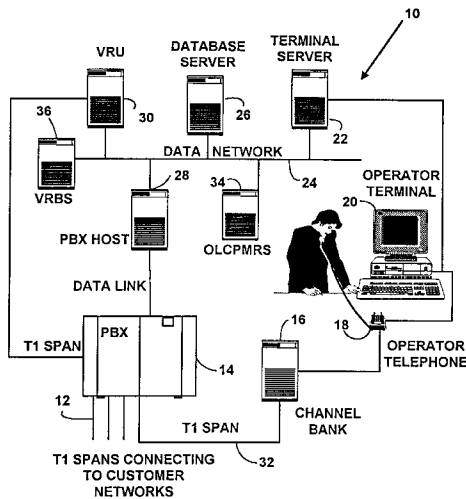 VRU
DATABASE
SERVER
TERMINAL
SERVER
10
36
30
26
22
VRBS
DATA NETWORK
28
34
24
OPERATOR
TERMINAL
20
PBX HOST
OLCPMRS
DATA LINK
16
18
T1 SPAN
PBX
14
OPERATOR
TELEPHONE
12
CHANNEL
BANK
T1 SPAN
32
T1 SPANS CONNECTING
TO CUSTOMER
NETWORKS